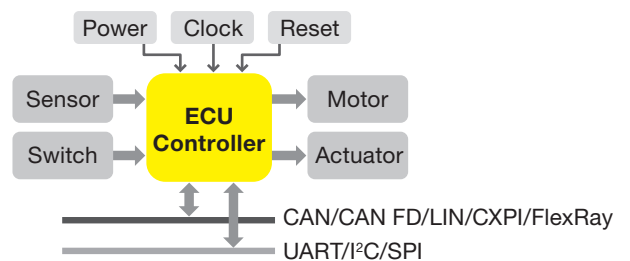 Power Clock Reset
Sensor
ECU
Controller
Motor
Switch
Actuator
CAN/CAN FD/LIN/CXPI/FlexRay
UART/I²C/SPI